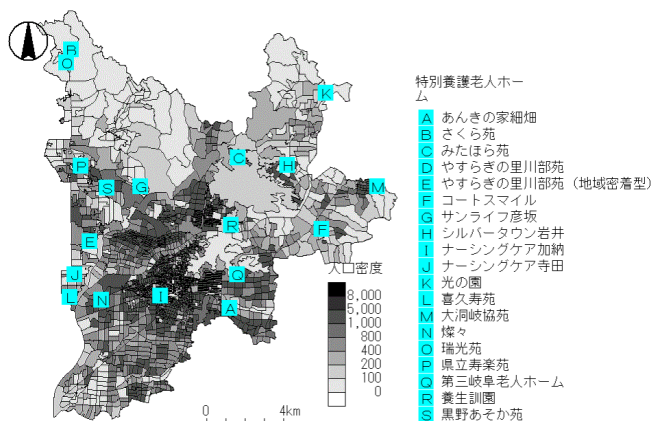 特別養護老人ホー
ム
A あんきの家細畑
B さくら苑
C みたほら苑
D やすらぎの里川部苑
E やすらぎの里川部苑（地域密着型）
F コートスマイル
G サンライフ彦坂
H シルバータウン岩井
I ナーシングケア加納
J ナーシングケア寺田
K 光の園
L 喜久寿苑
M 大洞岐協苑
N 燦々
O 瑞光苑
P 県立寿楽苑
Q 第三岐阜老人ホーム
R 養生訓園
S 黒野あそか苑
B
O
K
P
C
H
S
G
M
R
F
E
J
Q
L
N
I
A
人口密度
8,000
5,000
1,000
800
400
200
100
0
0 4km